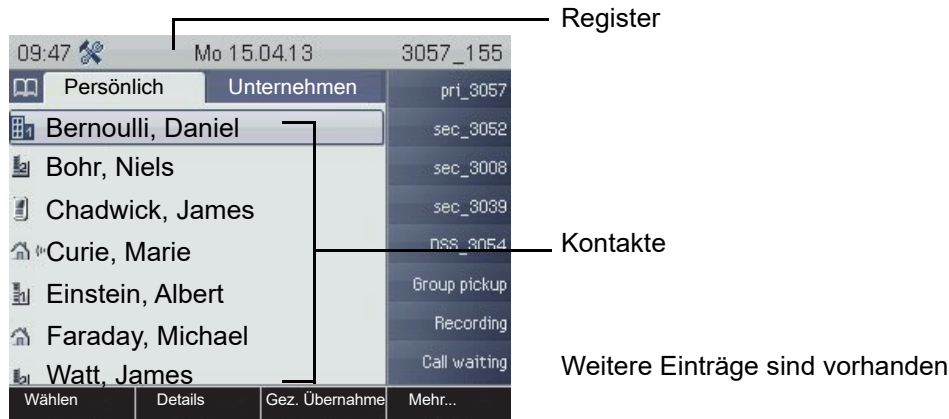 Register
09:47 Mo 15.04.13 3057_155
Persönlich Unternehmen pri_3057
Bernoulli, Daniel sec_3052
Bohr, Niels sec_3008
Chadwick, James sec_3039
Curie, Marie DSS_3054 Kontakte
Einstein, Albert Group pickup
Faraday, Michael Recording
Watt, James Call waiting Weitere Einträge sind vorhanden
Wählen Details Gez. Übernahme Mehr...